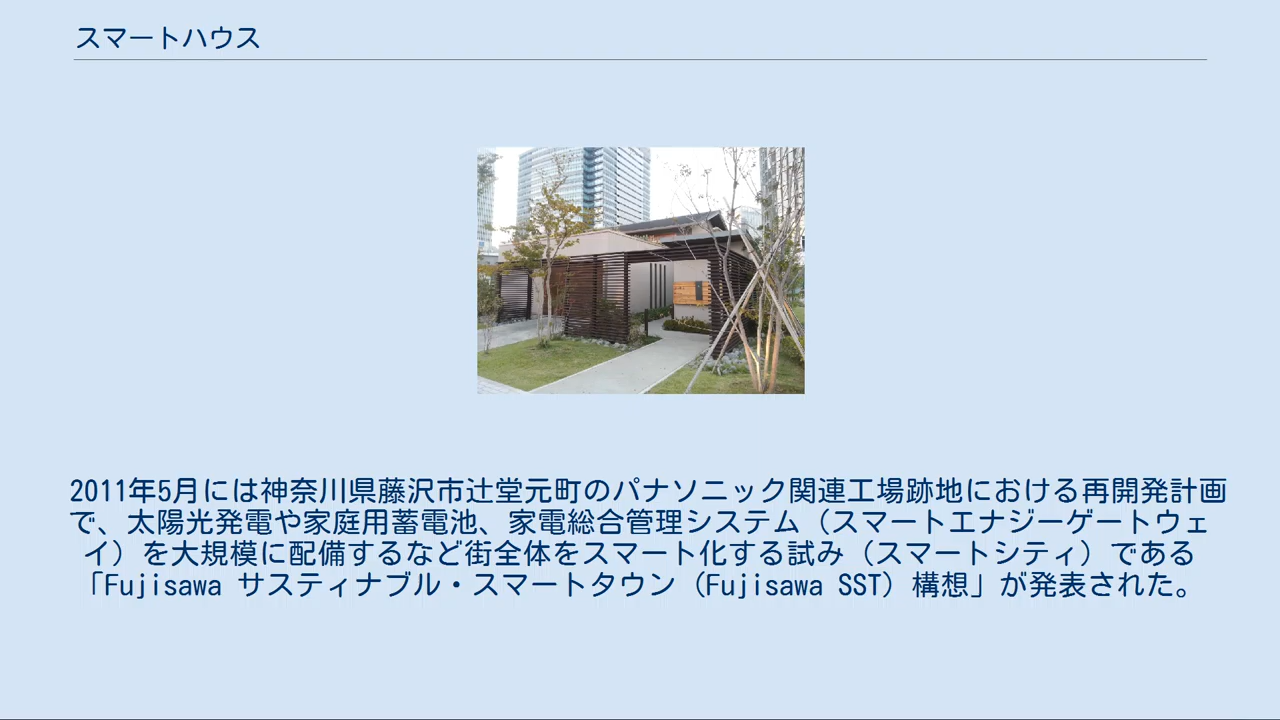 スマートハウス
2011年5月には神奈川県藤沢市辻堂元町のパナソニック関連工場跡地における再開発計画
で、太陽光発電や家庭用蓄電池、家電総合管理システム（スマートエナジーゲートウェ
イ）を大規模に配備するなど街全体をスマート化する試み（スマートシティ）である
「Fujisawa サスティナブル・スマートタウン（Fujisawa SST）構想」が発表された。